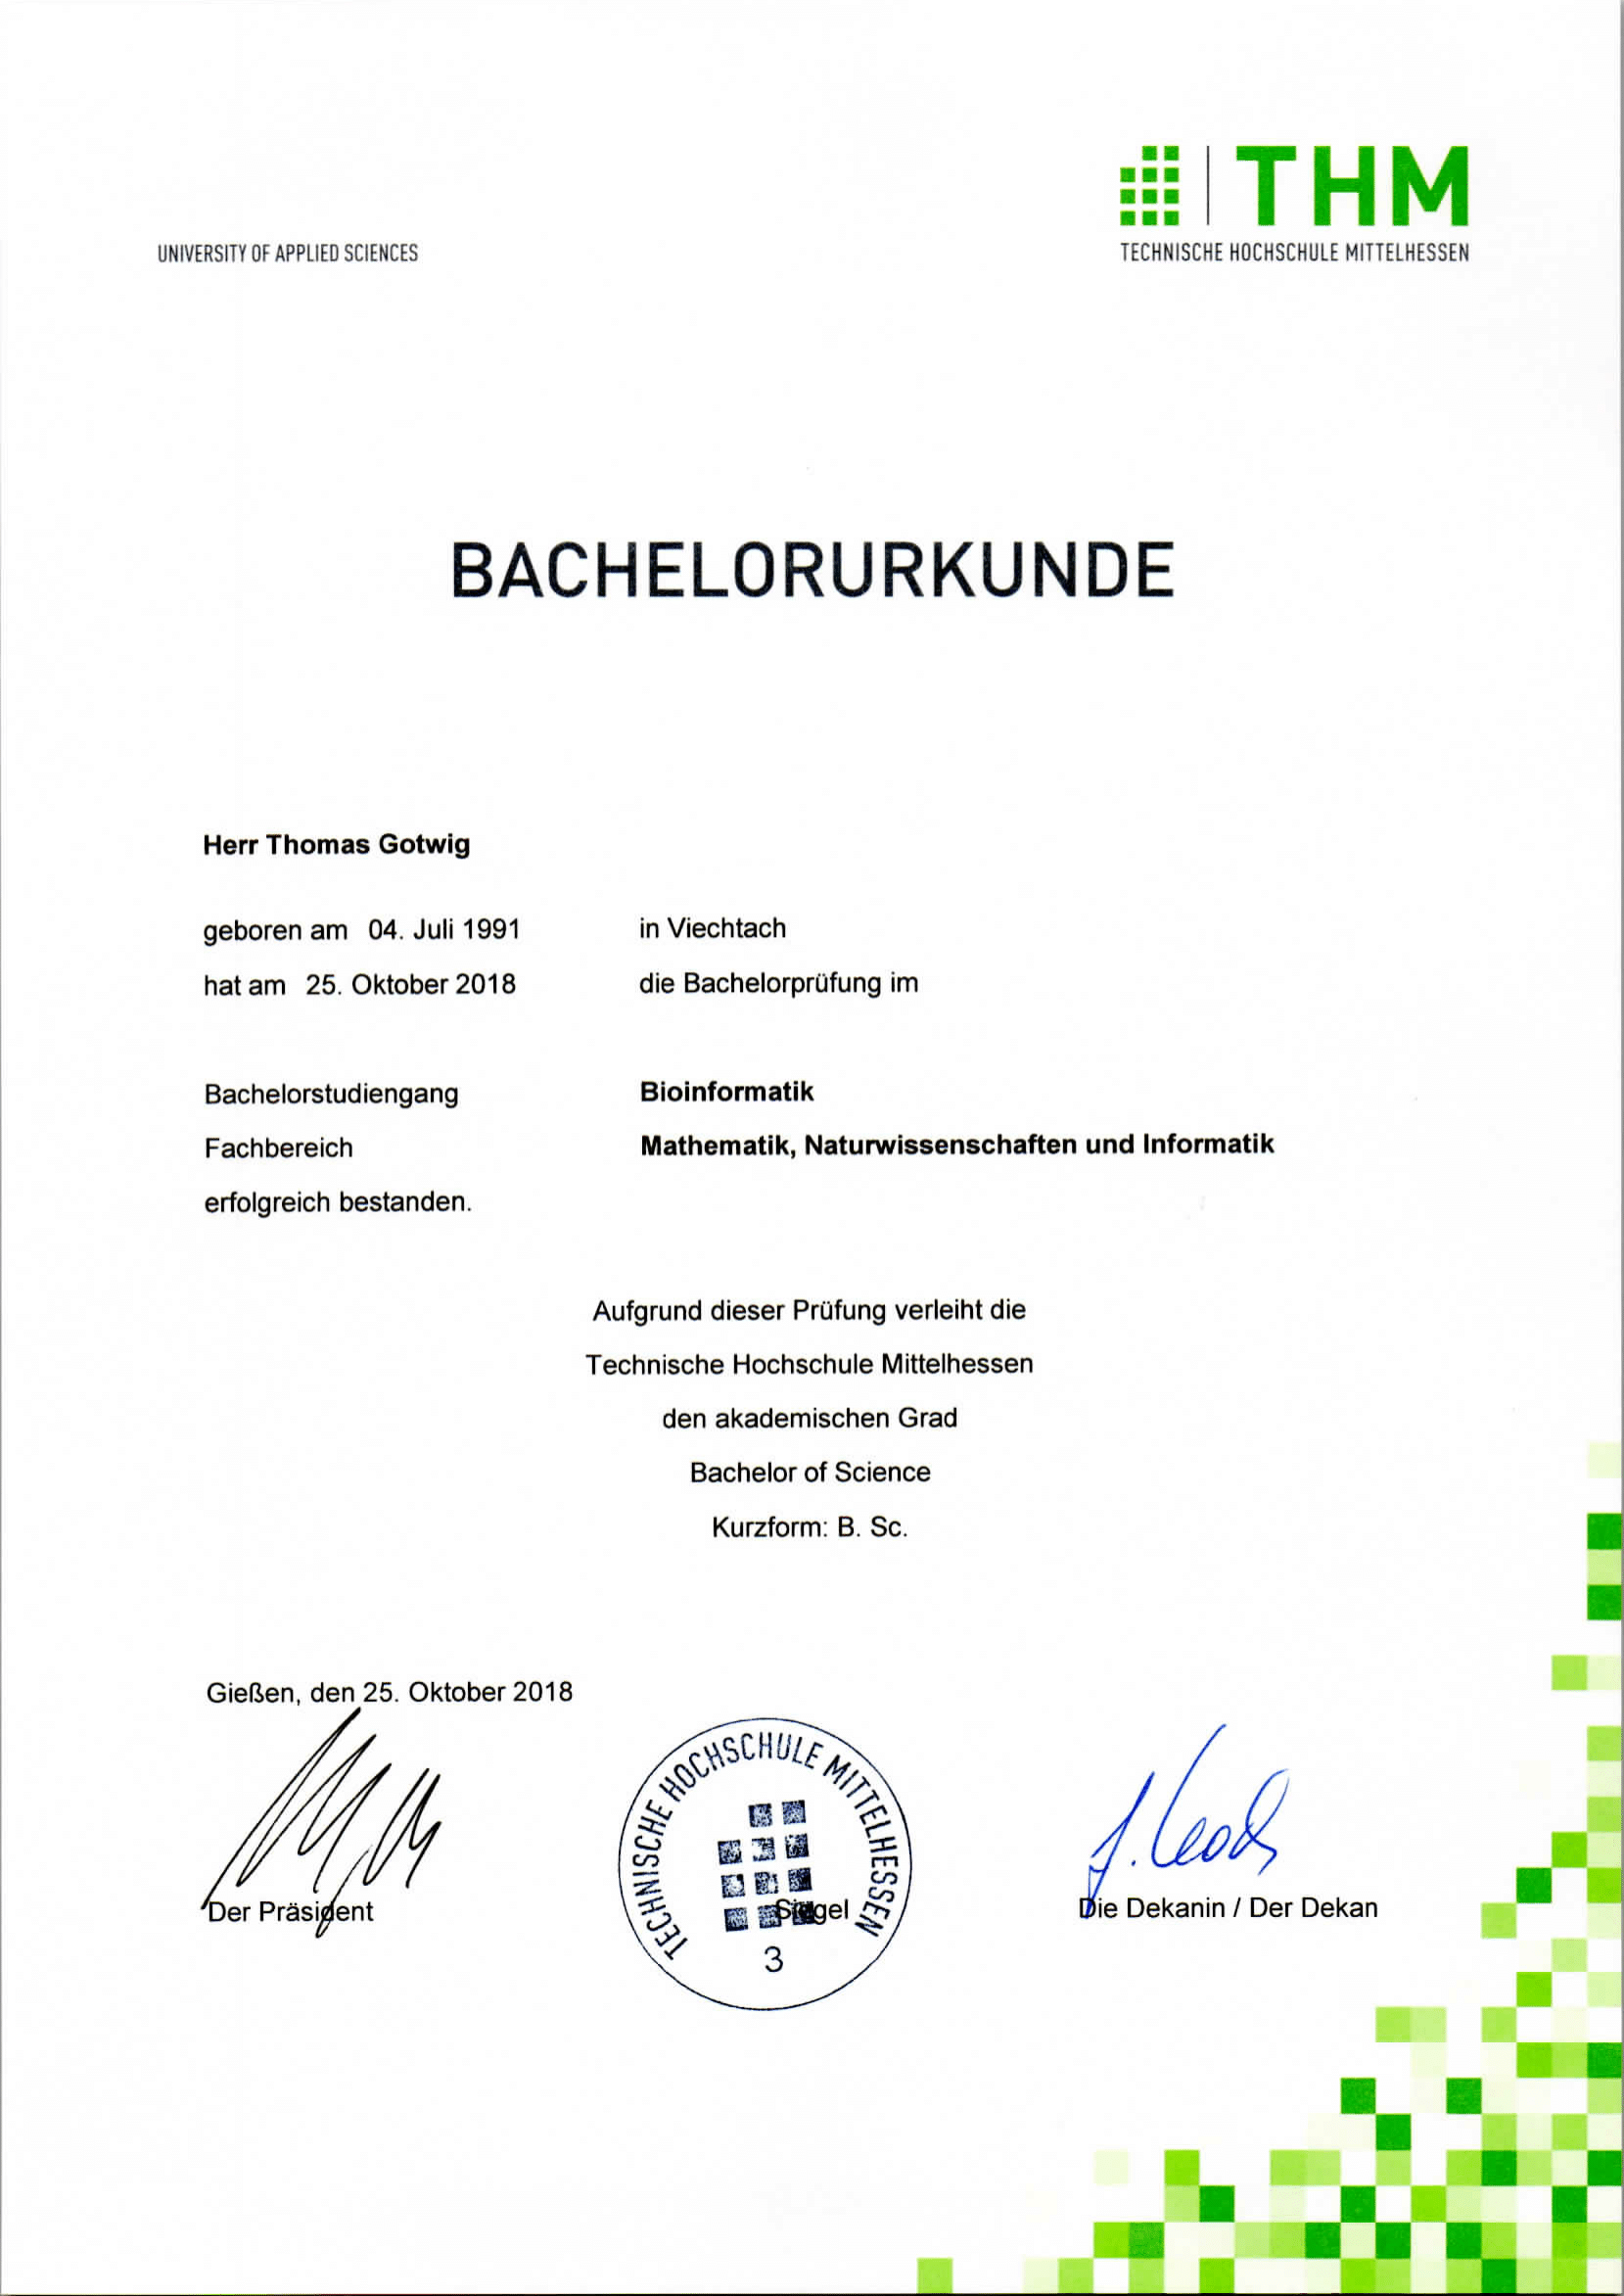 THM
UNIVERSITY OF APPLIED SCIENCES
TECHNISCHE HOCHSCHULE MITTELHESSEN
BACHELORURKUNDE
Herr Thomas Gotwig
geboren am 04. Juli 1991 in Viechtach
hat am 25. Oktober 2018 die Bachelorprüfung im
Bachelorstudiengang Bioinformatik
Fachbereich Mathematik, Naturwissenschaften und Informatik
erfolgreich bestanden.
Aufgrund dieser Prüfung verleiht die
Technische Hochschule Mittelhessen
den akademischen Grad
Bachelor of Science
Kurzform: B. Sc.
Gießen, den 25. Oktober 2018
TECHNISCHE HOCHSCHULE MITTELHESSEN
Der Präsident
Siegel
Die Dekanin / Der Dekan
3